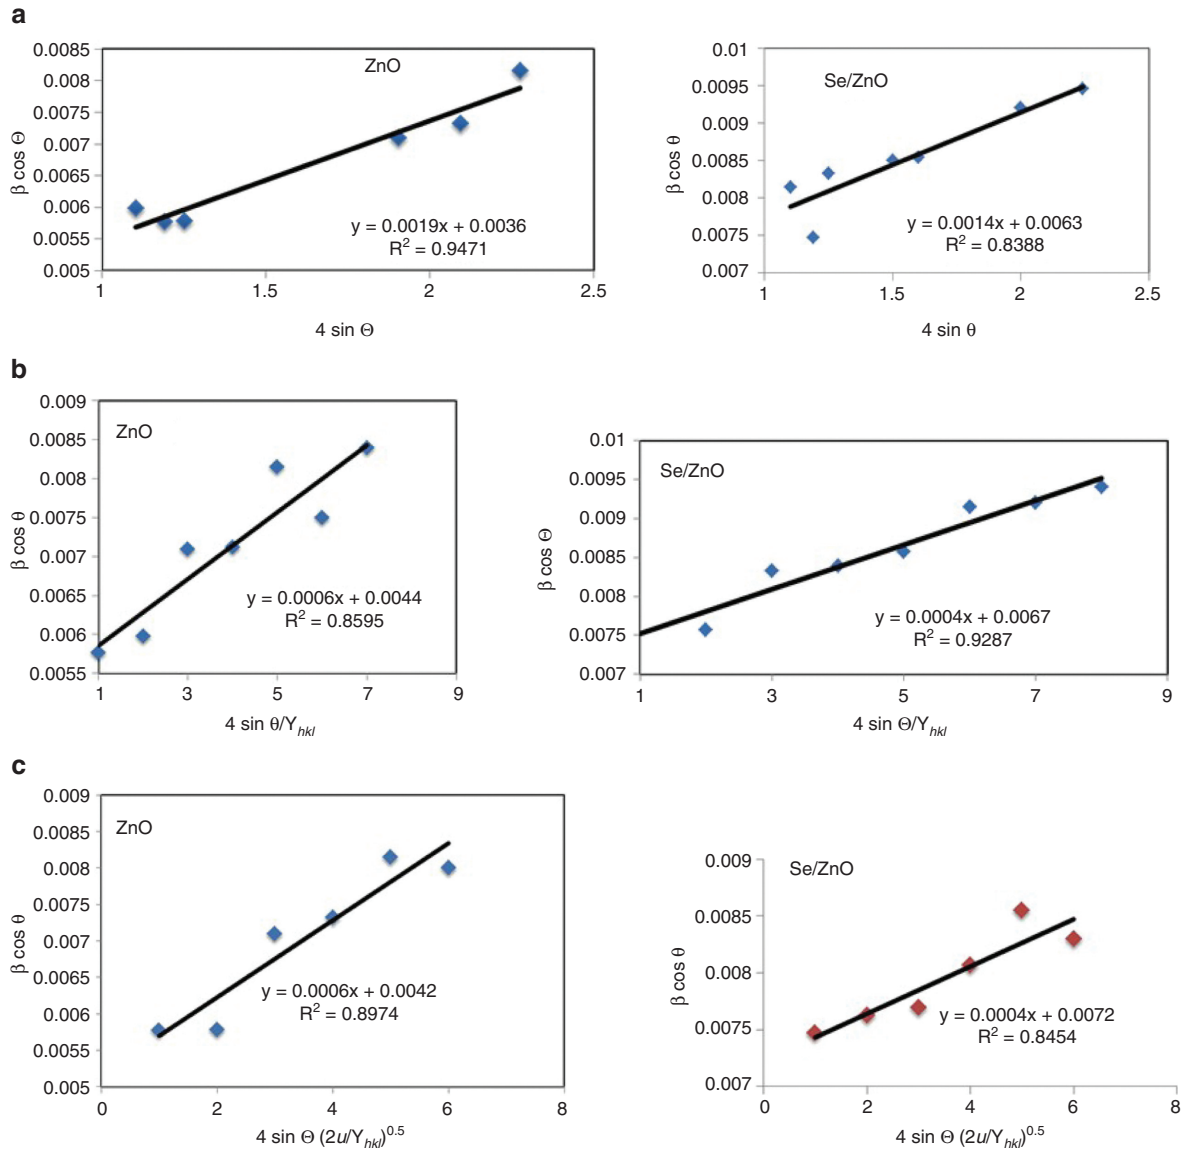 a
0.0085
0.008
0.0075
0.007
0.0065
0.006
0.0055
0.005
β cos Θ
ZnO
y = 0.0019x + 0.0036
R² = 0.9471
1 1.5 2 2.5
4 sin Θ
0.01
0.0095
0.009
0.0085
0.008
0.0075
0.007
β cos θ
Se/ZnO
y = 0.0014x + 0.0063
R² = 0.8388
1 1.5 2 2.5
4 sin θ
b
0.009
0.0085
0.008
0.0075
0.007
0.0065
0.006
0.0055
β cos θ
ZnO
y = 0.0006x + 0.0044
R² = 0.8595
1 3 5 7 9
4 sin θ/Yhkl
0.01
0.0095
0.009
0.0085
0.008
0.0075
0.007
β cos Θ
Se/ZnO
y = 0.0004x + 0.0067
R² = 0.9287
1 3 5 7 9
4 sin Θ/Yhkl
c
0.009
0.0085
0.008
0.0075
0.007
0.0065
0.006
0.0055
0.005
β cos θ
ZnO
y = 0.0006x + 0.0042
R² = 0.8974
0 2 4 6 8
4 sin Θ (2u/Yhkl)0.5
0.009
0.0085
0.008
0.0075
0.007
β cos θ
Se/ZnO
y = 0.0004x + 0.0072
R² = 0.8454
0 2 4 6 8
4 sin Θ (2u/Yhkl)0.5